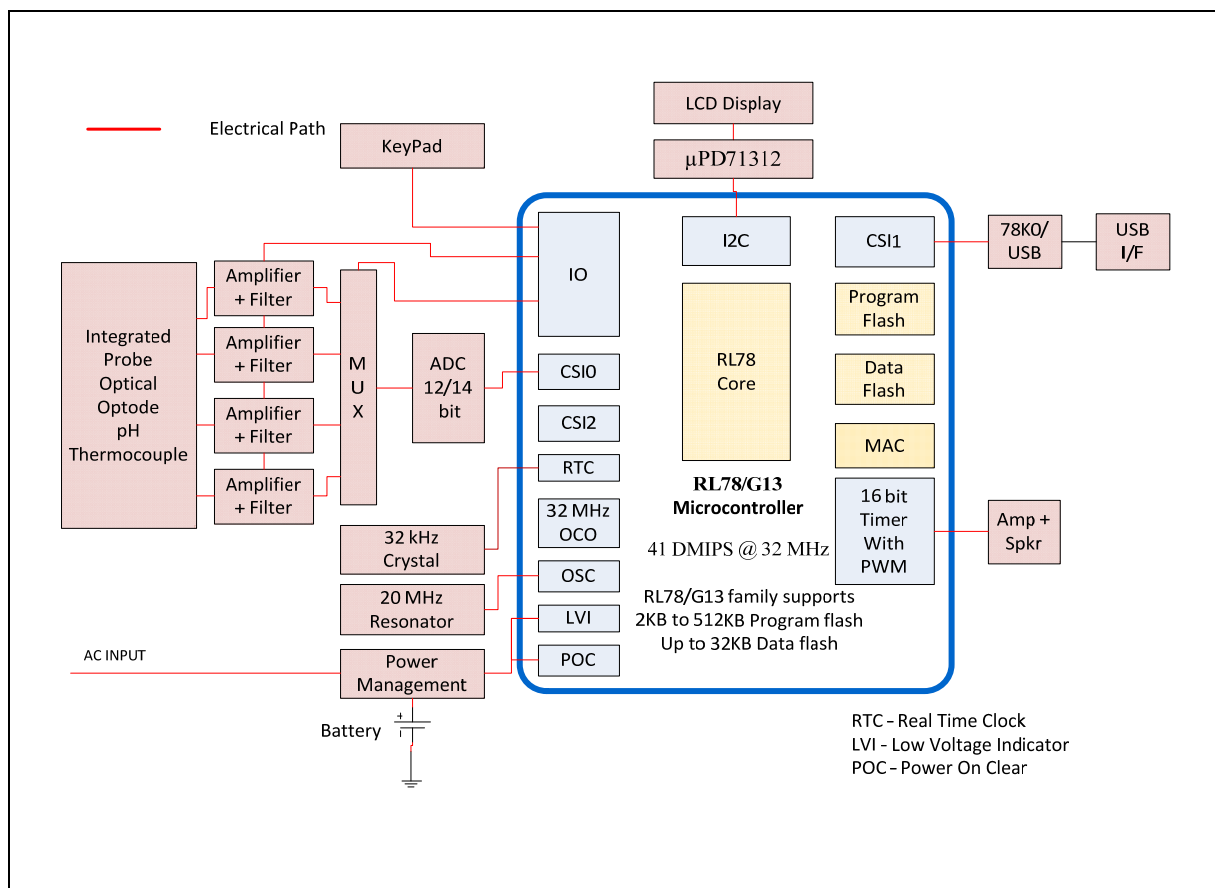 Electrical Path
KeyPad
LCD Display
μPD71312
IO
I2C
CSI1
78K0/
USB
USB
I/F
Amplifier
+ Filter
Amplifier
+ Filter
Amplifier
+ Filter
Amplifier
+ Filter
Integrated
Probe
Optical
Optode
pH
Thermocouple
M
U
X
ADC
12/14
bit
CSI0
CSI2
RTC
32 MHz
OCO
OSC
LVI
POC
RL78
Core
Program
Flash
Data
Flash
MAC
16 bit
Timer
With
PWM
Amp +
Spkr
RL78/G13
Microcontroller
41 DMIPS @ 32 MHz
RL78/G13 family supports
2KB to 512KB Program flash
Up to 32KB Data flash
32 kHz
Crystal
20 MHz
Resonator
AC INPUT
Power
Management
Battery
+
–
RTC – Real Time Clock
LVI - Low Voltage Indicator
POC – Power On Clear